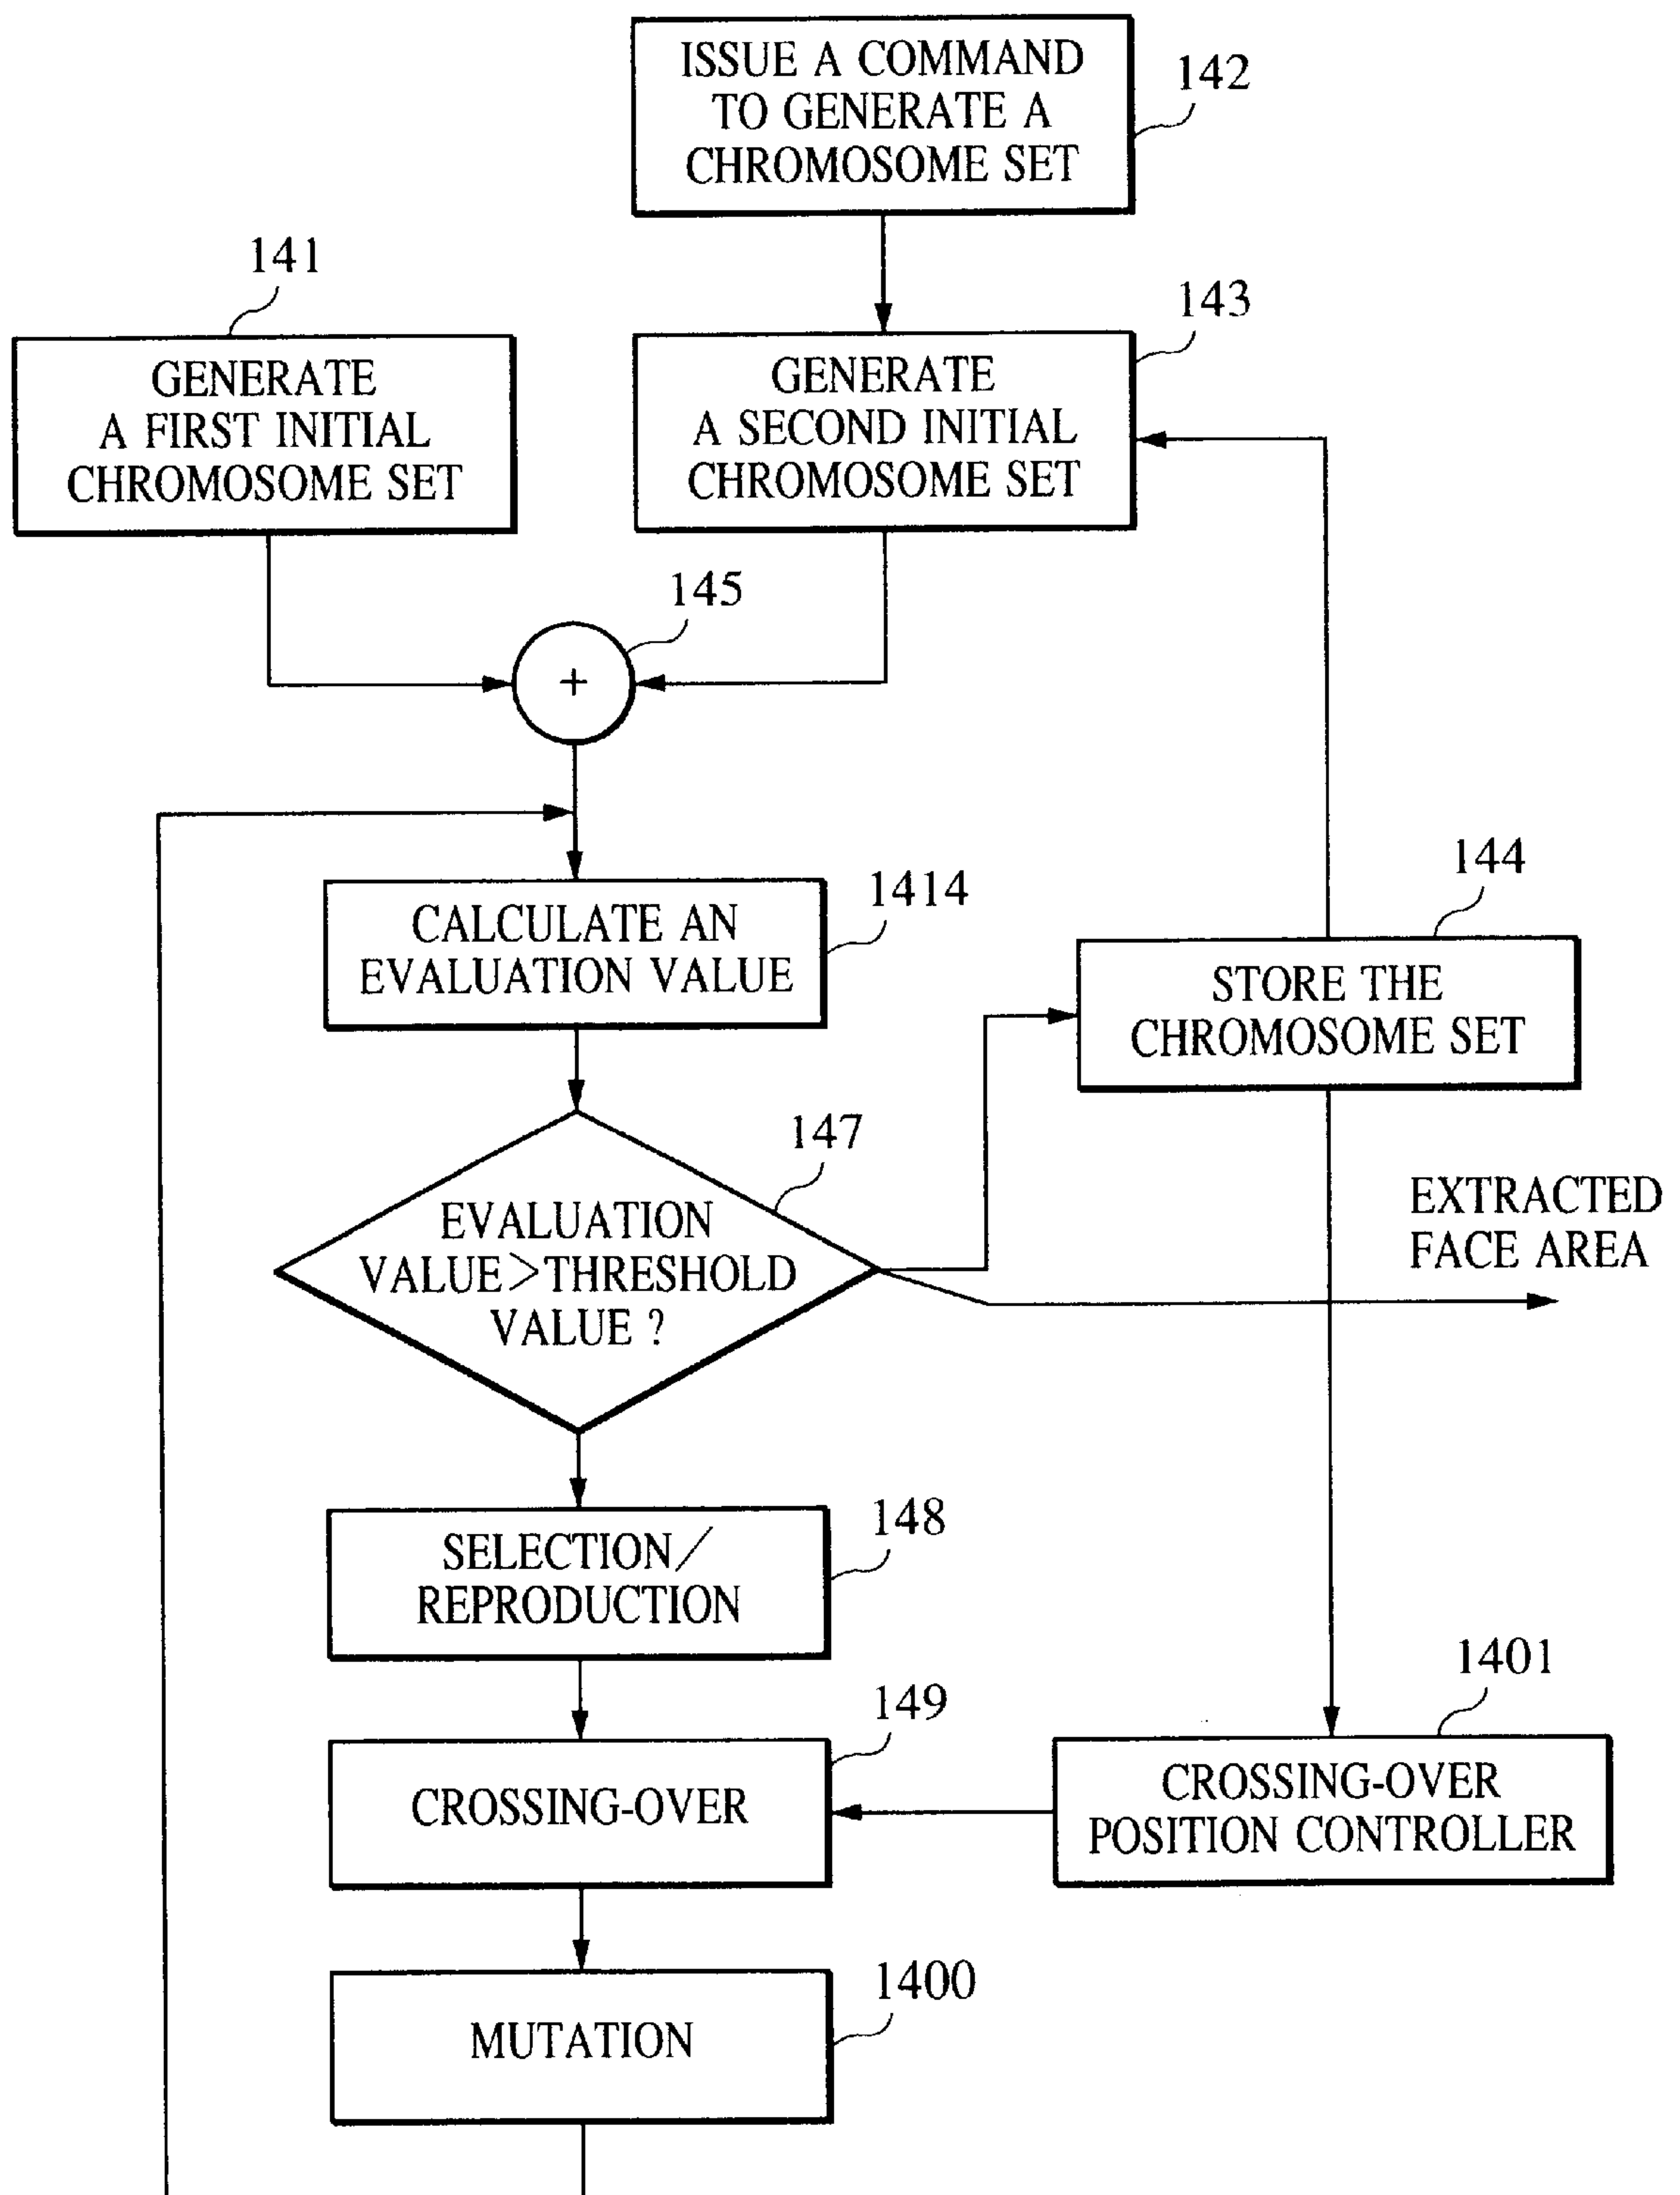 ISSUE A COMMAND
TO GENERATE A
CHROMOSOME SET
142
141
GENERATE
A FIRST INITIAL
CHROMOSOME SET
143
GENERATE
A SECOND INITIAL
CHROMOSOME SET
145
+
1414
CALCULATE AN
EVALUATION VALUE
144
STORE THE
CHROMOSOME SET
147
EVALUATION
VALUE>THRESHOLD
VALUE ?
EXTRACTED
FACE AREA
148
SELECTION/
REPRODUCTION
149
CROSSING-OVER
1401
CROSSING-OVER
POSITION CONTROLLER
1400
MUTATION